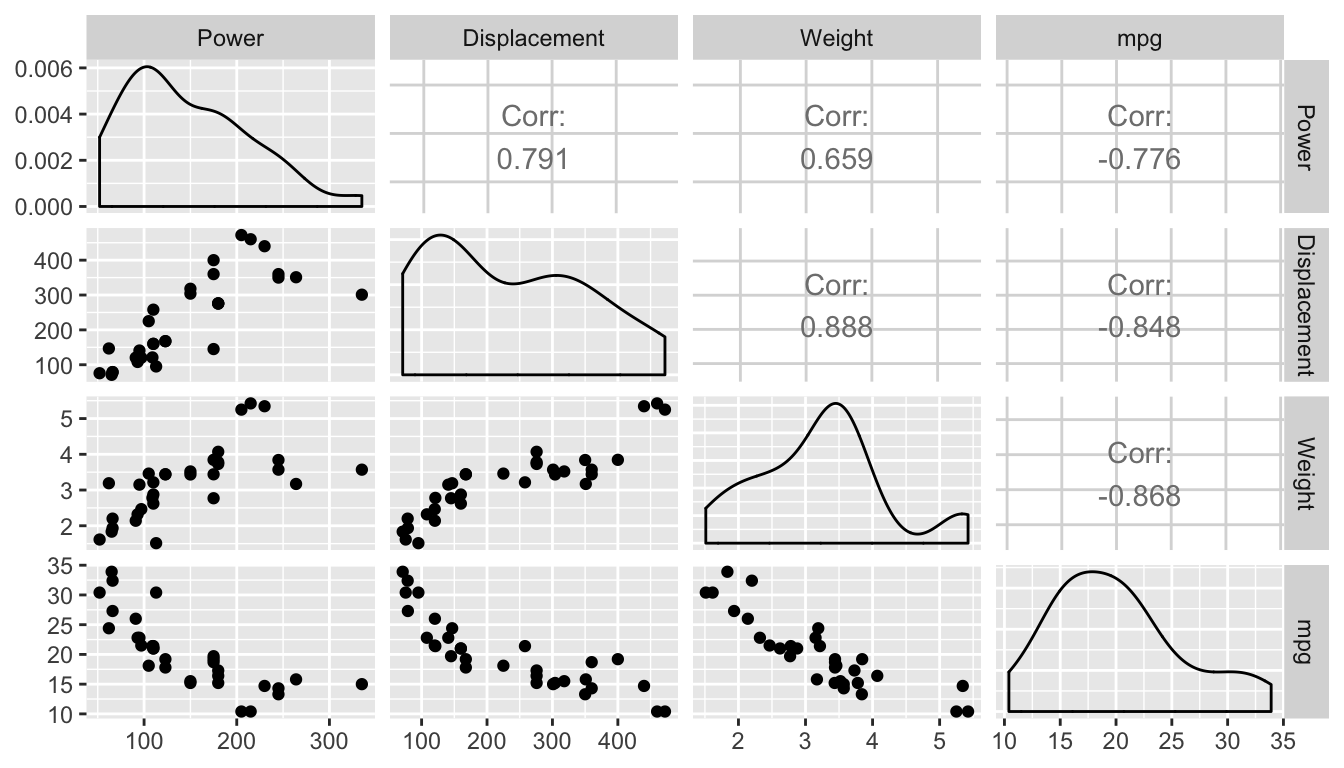 Power Displacement Weight mpg
0.006
0.004
0.002
0.000
Corr:
0.791
Corr:
0.659
Corr:
-0.776
Power
400
300
200
100
Corr:
0.888
Corr:
-0.848
Displacement
5
4
3
2
Corr:
-0.868
Weight
35
30
25
20
15
10
mpg
100 200 300 100 200 300 400 2 3 4 5 10 15 20 25 30 35